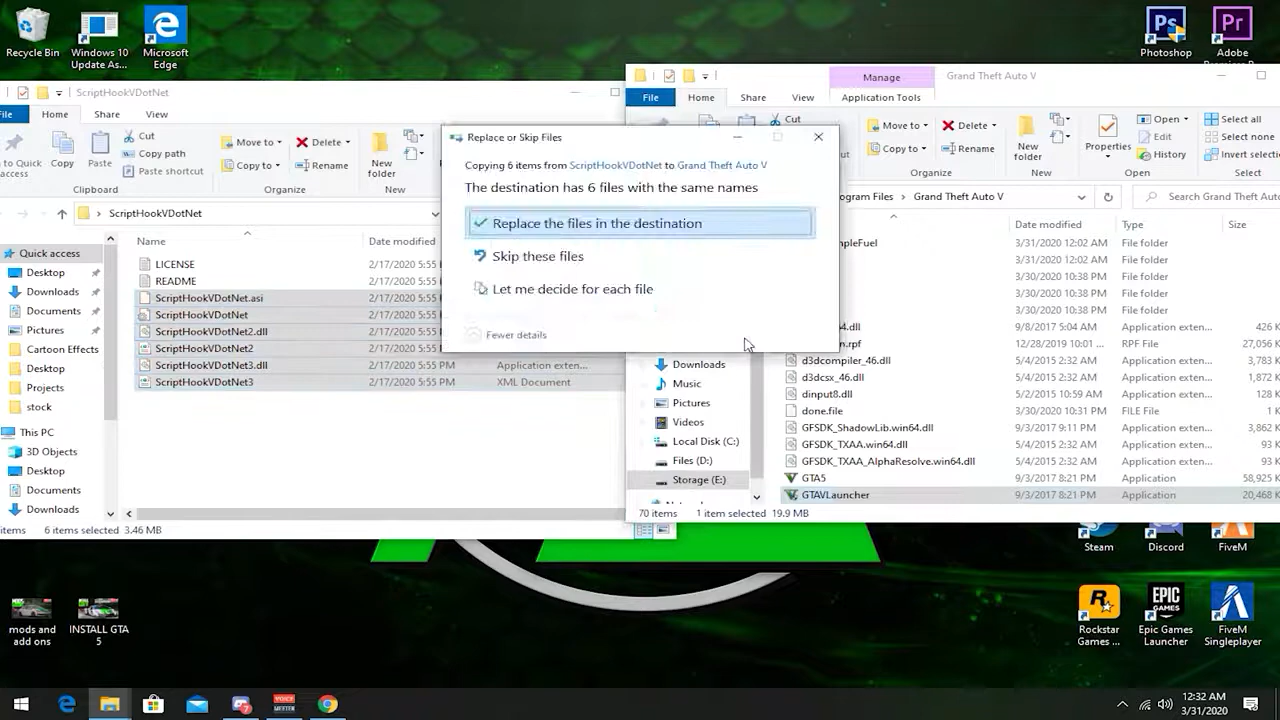 Recycle Bin
Windows 10 Update As...
Microsoft Edge
Photoshop
Adobe
ScriptHookVDotNet
File
Home
Share
View
Copy
Paste
Cut
Copy path
Paste shortcut
Clipboard
Move to
Copy to
Delete
Rename
Organize
New folder
New
ScriptHookVDotNet
Name
Date modified
Quick access
Desktop
Downloads
Documents
Pictures
Cartoon Effects
Desktop
Projects
stock
This PC
3D Objects
Desktop
Documents
Downloads
LICENSE 2/17/2020 5:55
README 2/17/2020 5:55
ScriptHookVDotNet.asi 2/17/2020 5:55
ScriptHookVDotNet 2/17/2020 5:55
ScriptHookVDotNet2.dll 2/17/2020 5:55
ScriptHookVDotNet2 2/17/2020 5:55
ScriptHookVDotNet3.dll 2/17/2020 5:55 PM Application exten...
ScriptHookVDotNet3 2/17/2020 5:55 PM XML Document
items 6 items selected 3.46 MB
Replace or Skip Files
Copying 6 items from ScriptHookVDotNet to Grand Theft Auto V
The destination has 6 files with the same names
Replace the files in the destination
Skip these files
Let me decide for each file
Fewer details
Manage
Grand Theft Auto V
File
Home
Share
View
Application Tools
Cut
Move to
Copy to
Delete
Rename
Organize
New folder
New
Properties
Open
Edit
History
Open
Select all
Select none
Invert selectio
Select
ogram Files > Grand Theft Auto V
Search Grand Theft Auto V
Date modified Type Size
mpleFuel 3/31/2020 12:02 AM File folder
3/31/2020 12:02 AM File folder
3/30/2020 10:38 PM File folder
3/30/2020 10:38 PM File folder
3/30/2020 10:38 PM File folder
4.dll 9/8/2017 5:04 AM Application exten... 426 K
n.rpf 12/28/2019 10:01 ... RPF File 27,056 K
d3dcompiler_46.dll 5/4/2015 2:32 AM Application exten... 3,783 K
d3dcsx_46.dll 5/4/2015 2:32 AM Application exten... 1,872 K
dinput8.dll 5/2/2015 10:59 AM Application exten... 128 K
done.file 3/30/2020 10:31 PM FILE File 1 K
GFSDK_ShadowLib.win64.dll 9/3/2017 9:11 PM Application exten... 3,862 K
GFSDK_TXAA.win64.dll 5/4/2015 2:32 AM Application exten... 93 K
GFSDK_TXAA_AlphaResolve.win64.dll 5/4/2015 2:32 AM Application exten... 93 K
GTA5 9/3/2017 8:21 PM Application 58,925 K
GTAVLauncher 9/3/2017 8:21 PM Application 20,468 K
Downloads
Music
Pictures
Videos
Local Disk (C:)
Files (D:)
Storage (E:)
70 items 1 item selected 19.9 MB
Steam
Discord
FiveM
mods and add ons
INSTALL GTA 5
Rockstar Games ...
Epic Games Launcher
FiveM Singleplayer
12:32 AM
3/31/2020